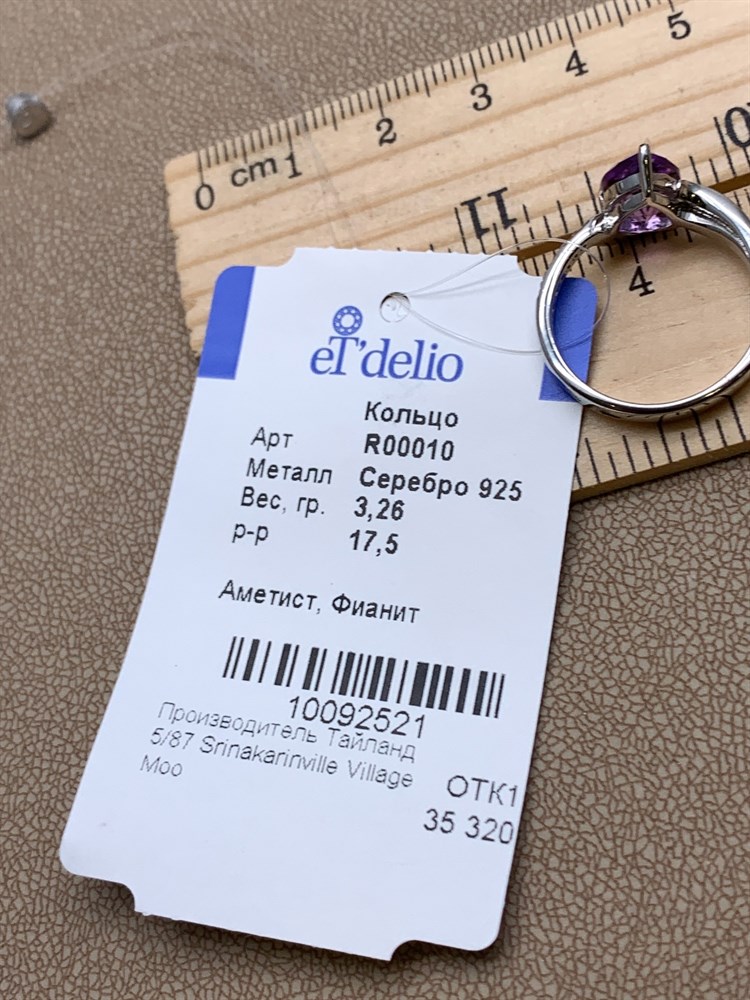 0 cm 1 2 3 4 5
11
4
eT'delio
Кольцо
Арт R00010
Металл Серебро 925
Вес, гр. 3,26
р-р 17,5
Аметист, Фианит
10092521
Производитель Тайланд
5/87 Srinakarinville Village
Moo
ОТК1
35 320